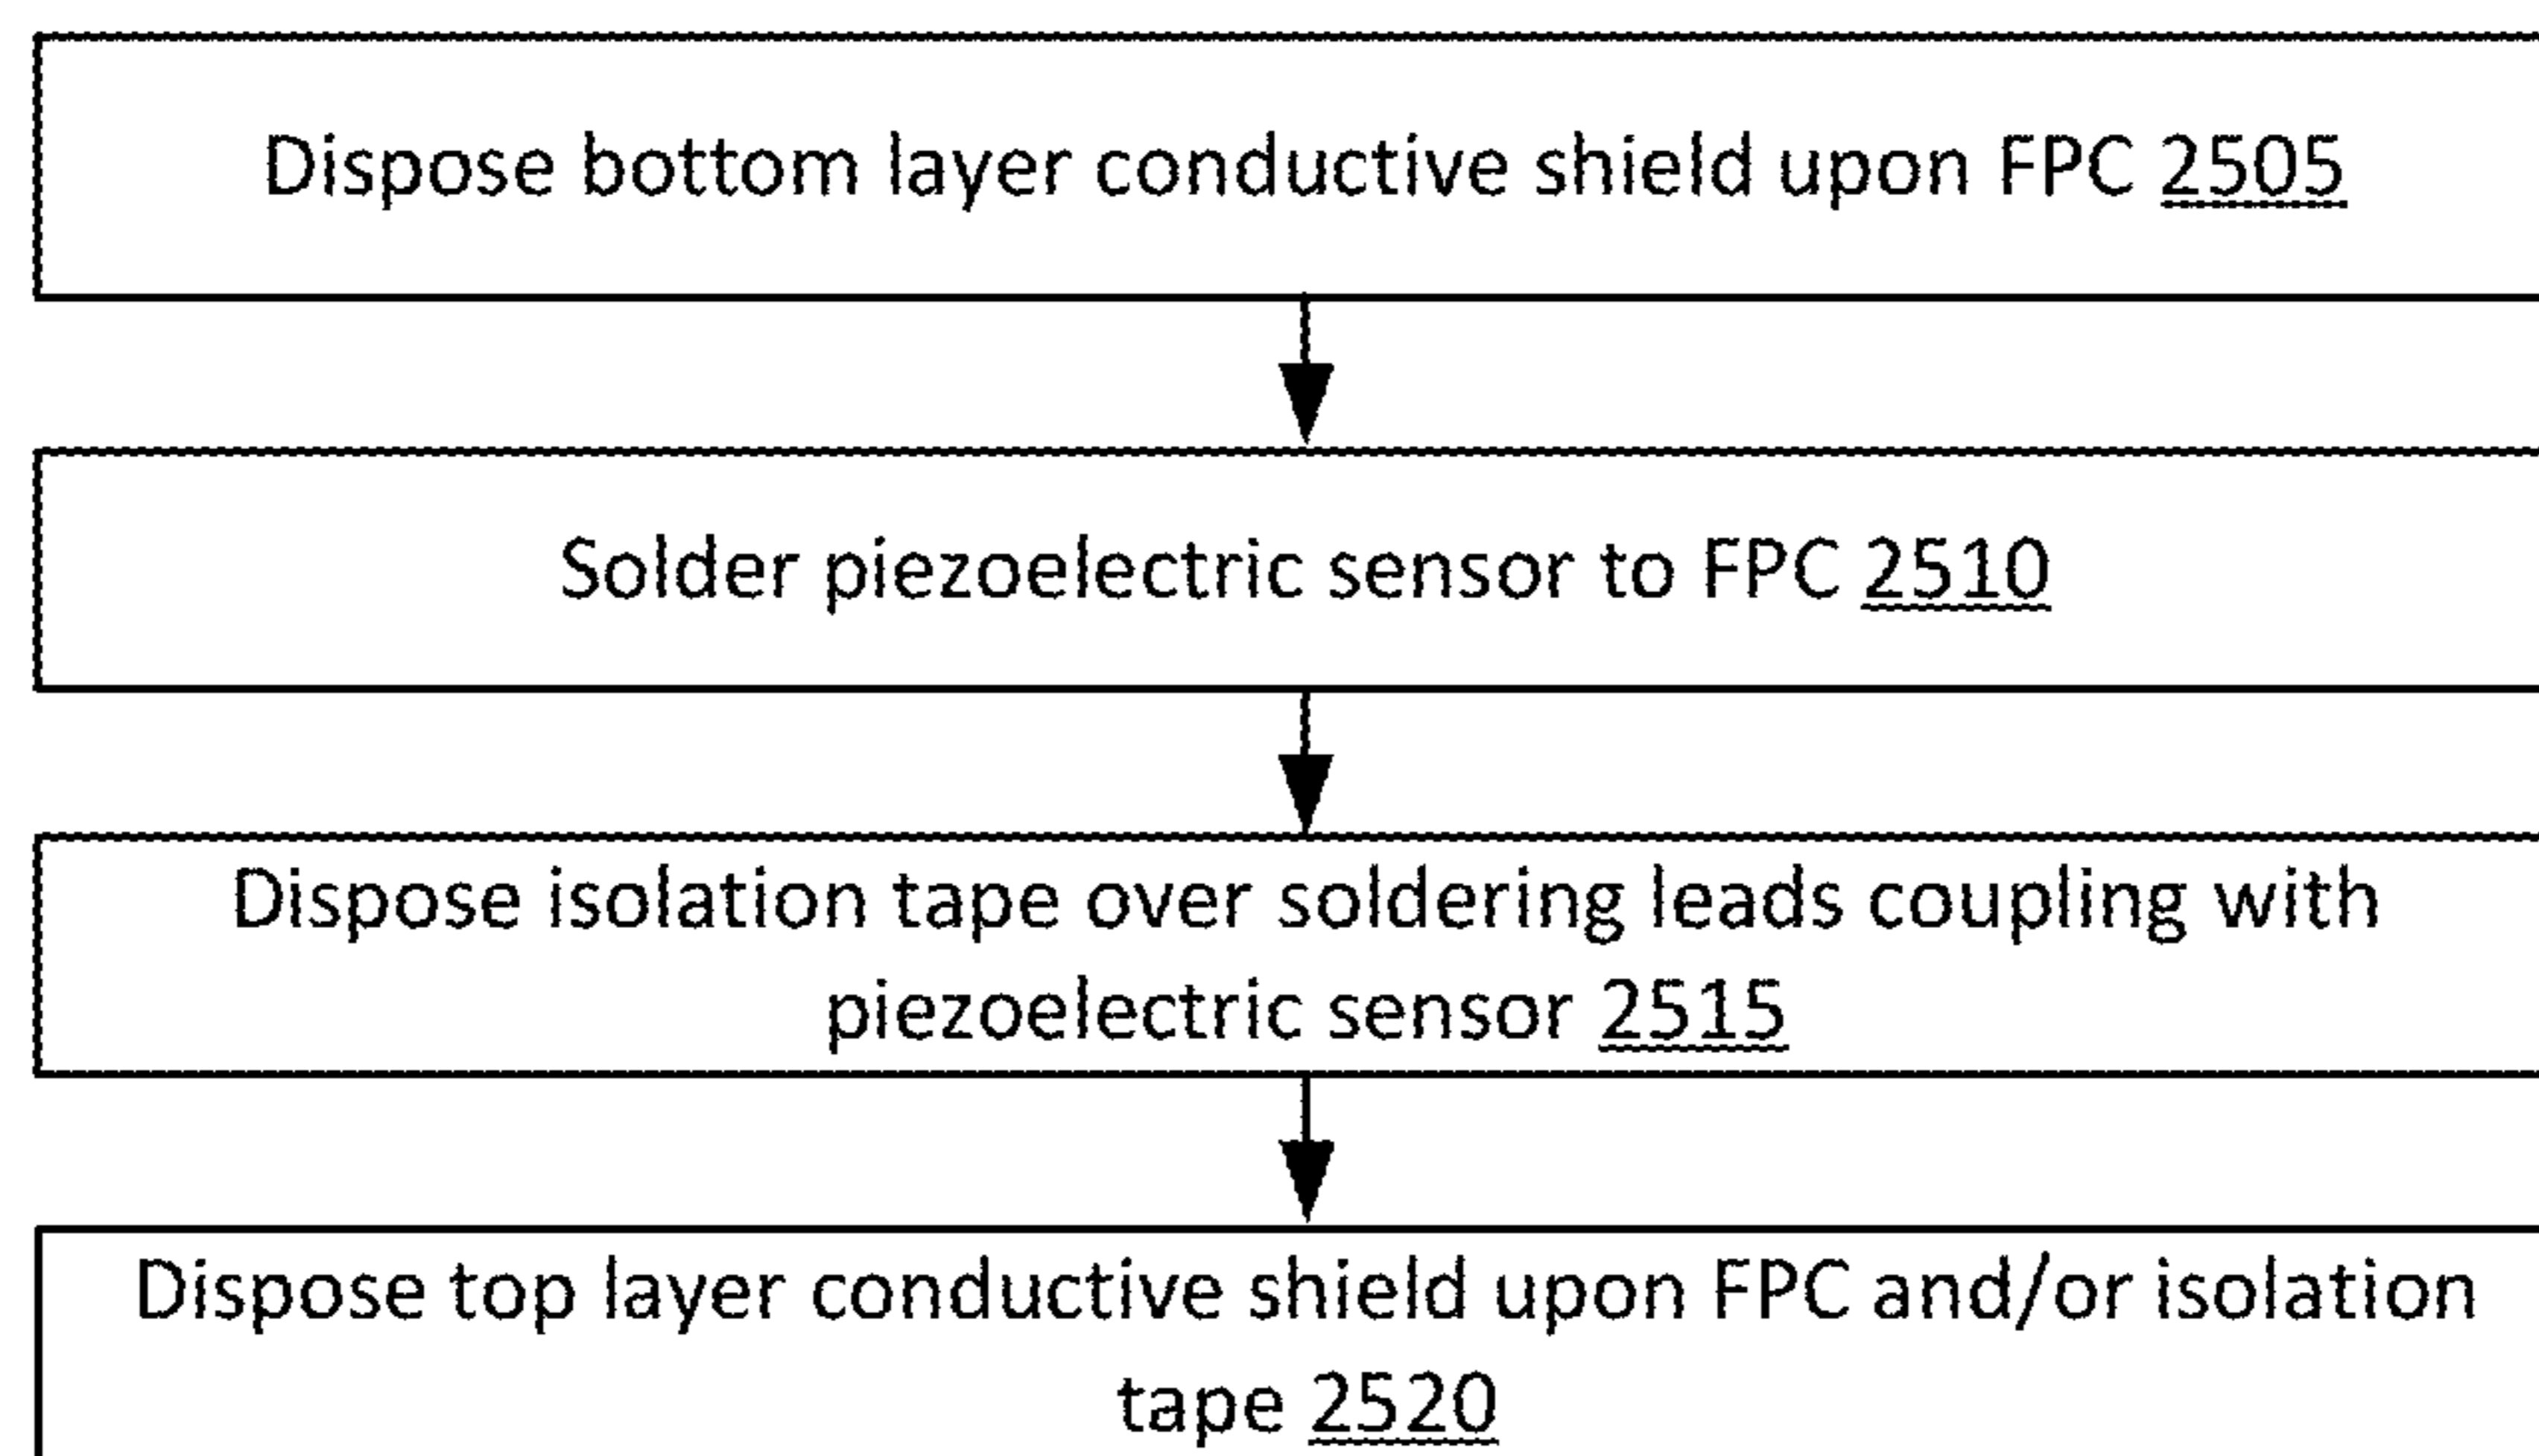 Dispose bottom layer conductive shield upon FPC 2505
Solder piezoelectric sensor to FPC 2510
Dispose isolation tape over soldering leads coupling with
piezoelectric sensor 2515
Dispose top layer conductive shield upon FPC and/or isolation
tape 2520